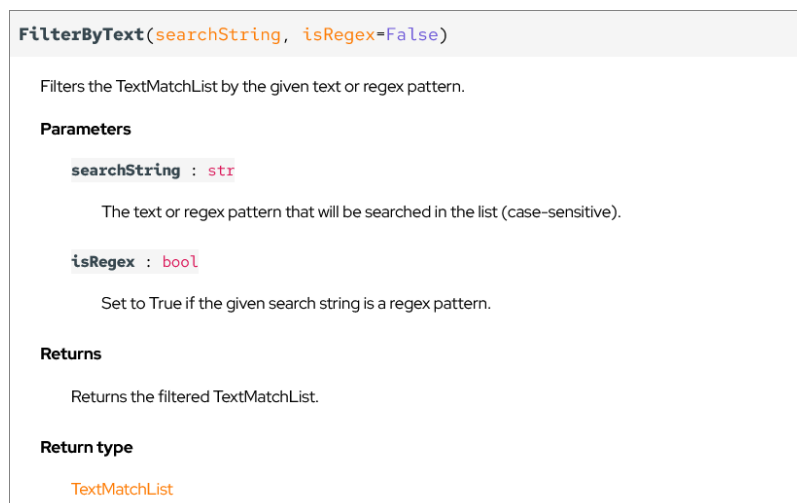 FilterByText(searchString, isRegex=False)
Filters the TextMatchList by the given text or regex pattern.
Parameters
searchString : str
The text or regex pattern that will be searched in the list (case-sensitive).
isRegex : bool
Set to True if the given search string is a regex pattern.
Returns
Returns the filtered TextMatchList.
Return type
TextMatchList